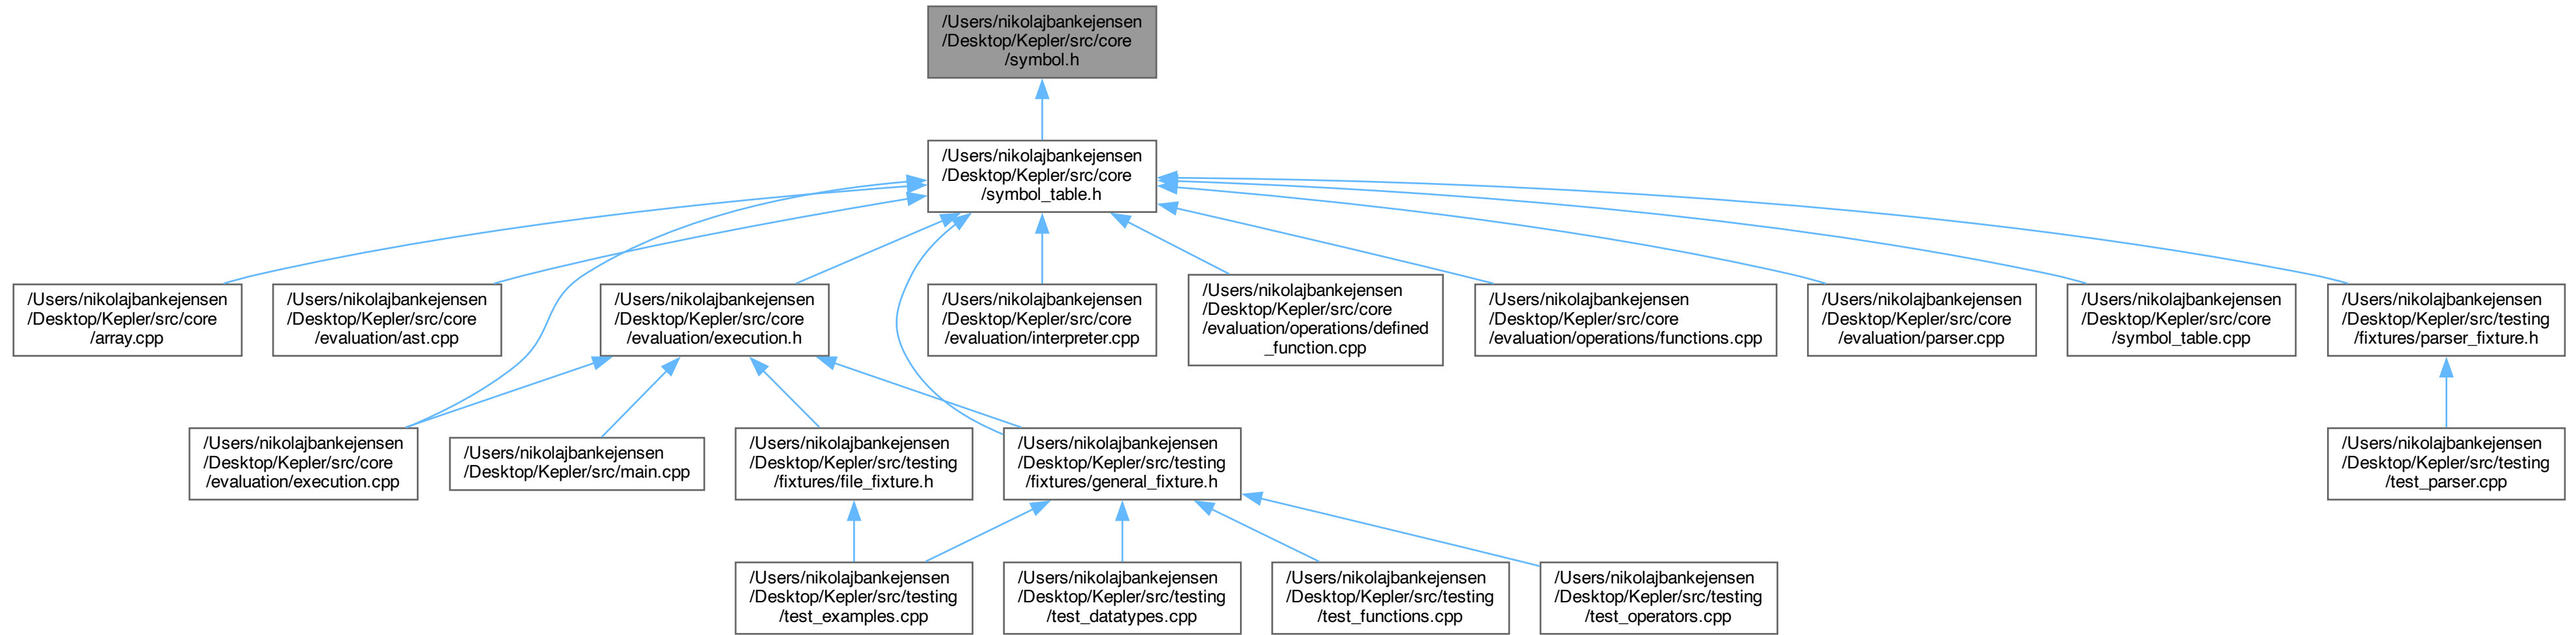 /Users/nikolajbankejensen
/Desktop/Kepler/src/core
/symbol.h
/Users/nikolajbankejensen
/Desktop/Kepler/src/core
/symbol_table.h
/Users/nikolajbankejensen
/Desktop/Kepler/src/core
/array.cpp
/Users/nikolajbankejensen
/Desktop/Kepler/src/core
/evaluation/ast.cpp
/Users/nikolajbankejensen
/Desktop/Kepler/src/core
/evaluation/execution.h
/Users/nikolajbankejensen
/Desktop/Kepler/src/core
/evaluation/interpreter.cpp
/Users/nikolajbankejensen
/Desktop/Kepler/src/core
/evaluation/operations/defined
_function.cpp
/Users/nikolajbankejensen
/Desktop/Kepler/src/core
/evaluation/operations/functions.cpp
/Users/nikolajbankejensen
/Desktop/Kepler/src/core
/evaluation/parser.cpp
/Users/nikolajbankejensen
/Desktop/Kepler/src/core
/symbol_table.cpp
/Users/nikolajbankejensen
/Desktop/Kepler/src/testing
/fixtures/parser_fixture.h
/Users/nikolajbankejensen
/Desktop/Kepler/src/core
/evaluation/execution.cpp
/Users/nikolajbankejensen
/Desktop/Kepler/src/main.cpp
/Users/nikolajbankejensen
/Desktop/Kepler/src/testing
/fixtures/file_fixture.h
/Users/nikolajbankejensen
/Desktop/Kepler/src/testing
/fixtures/general_fixture.h
/Users/nikolajbankejensen
/Desktop/Kepler/src/testing
/test_parser.cpp
/Users/nikolajbankejensen
/Desktop/Kepler/src/testing
/test_examples.cpp
/Users/nikolajbankejensen
/Desktop/Kepler/src/testing
/test_datatypes.cpp
/Users/nikolajbankejensen
/Desktop/Kepler/src/testing
/test_functions.cpp
/Users/nikolajbankejensen
/Desktop/Kepler/src/testing
/test_operators.cpp